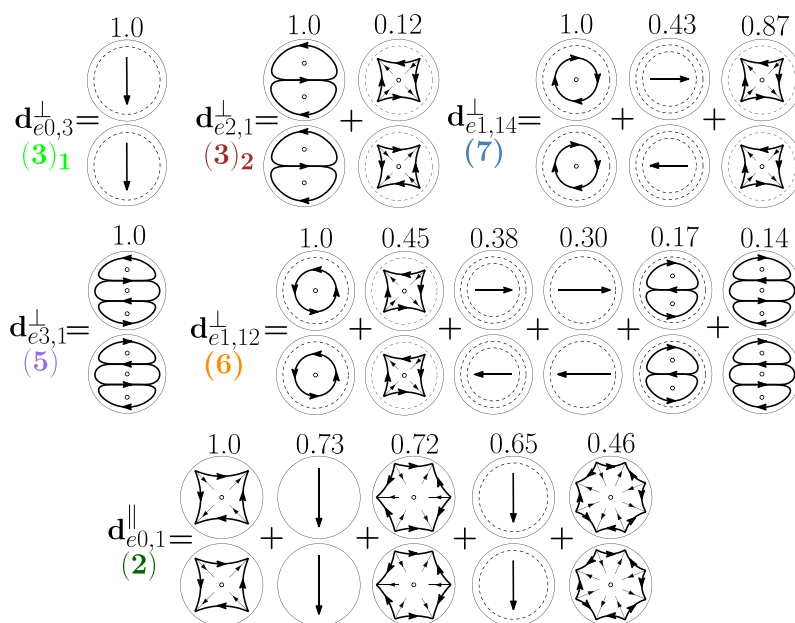 1.0 1.0 0.12 1.0 0.43 0.87
d⊥e0,3= d⊥e2,1= + d⊥e1,14= + +
(3)1 (3)2 (7)
1.0 1.0 0.45 0.38 0.30 0.17 0.14
d⊥e3,1= d⊥e1,12= + + + + +
(5) (6)
1.0 0.73 0.72 0.65 0.46
d∥e0,1= + + + +
(2)